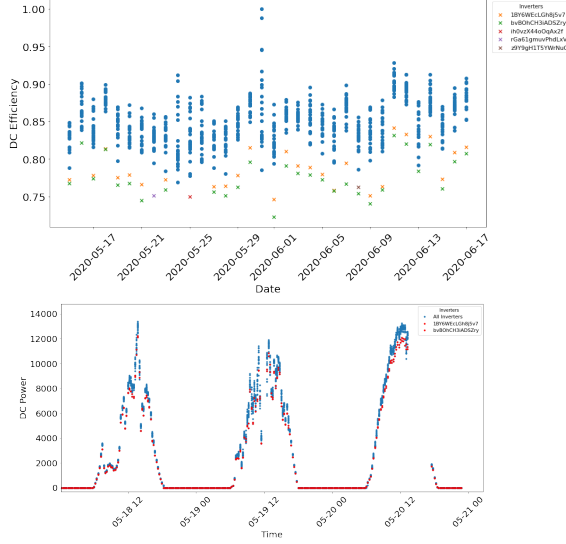 1.00
0.95
0.90
0.85
0.80
0.75
DC Efficiency
2020-05-17
2020-05-21
2020-05-25
2020-05-29
2020-06-01
2020-06-05
2020-06-09
2020-06-13
2020-06-17
Date
Inverters
1BY6WEcLGh8j5v7
bvBOhCH3iADSZry
ih0vzX44oOqAx2f
rGa61gmuvPhdLxV
z9Y9gH1T5YWrNuG
14000
12000
10000
8000
6000
4000
2000
0
DC Power
05-18 12
05-19 00
05-19 12
05-20 00
05-20 12
05-21 00
Time
Inverters
All Inverters
1BY6WEcLGh8j5v7
bvBOhCH3iADSZry